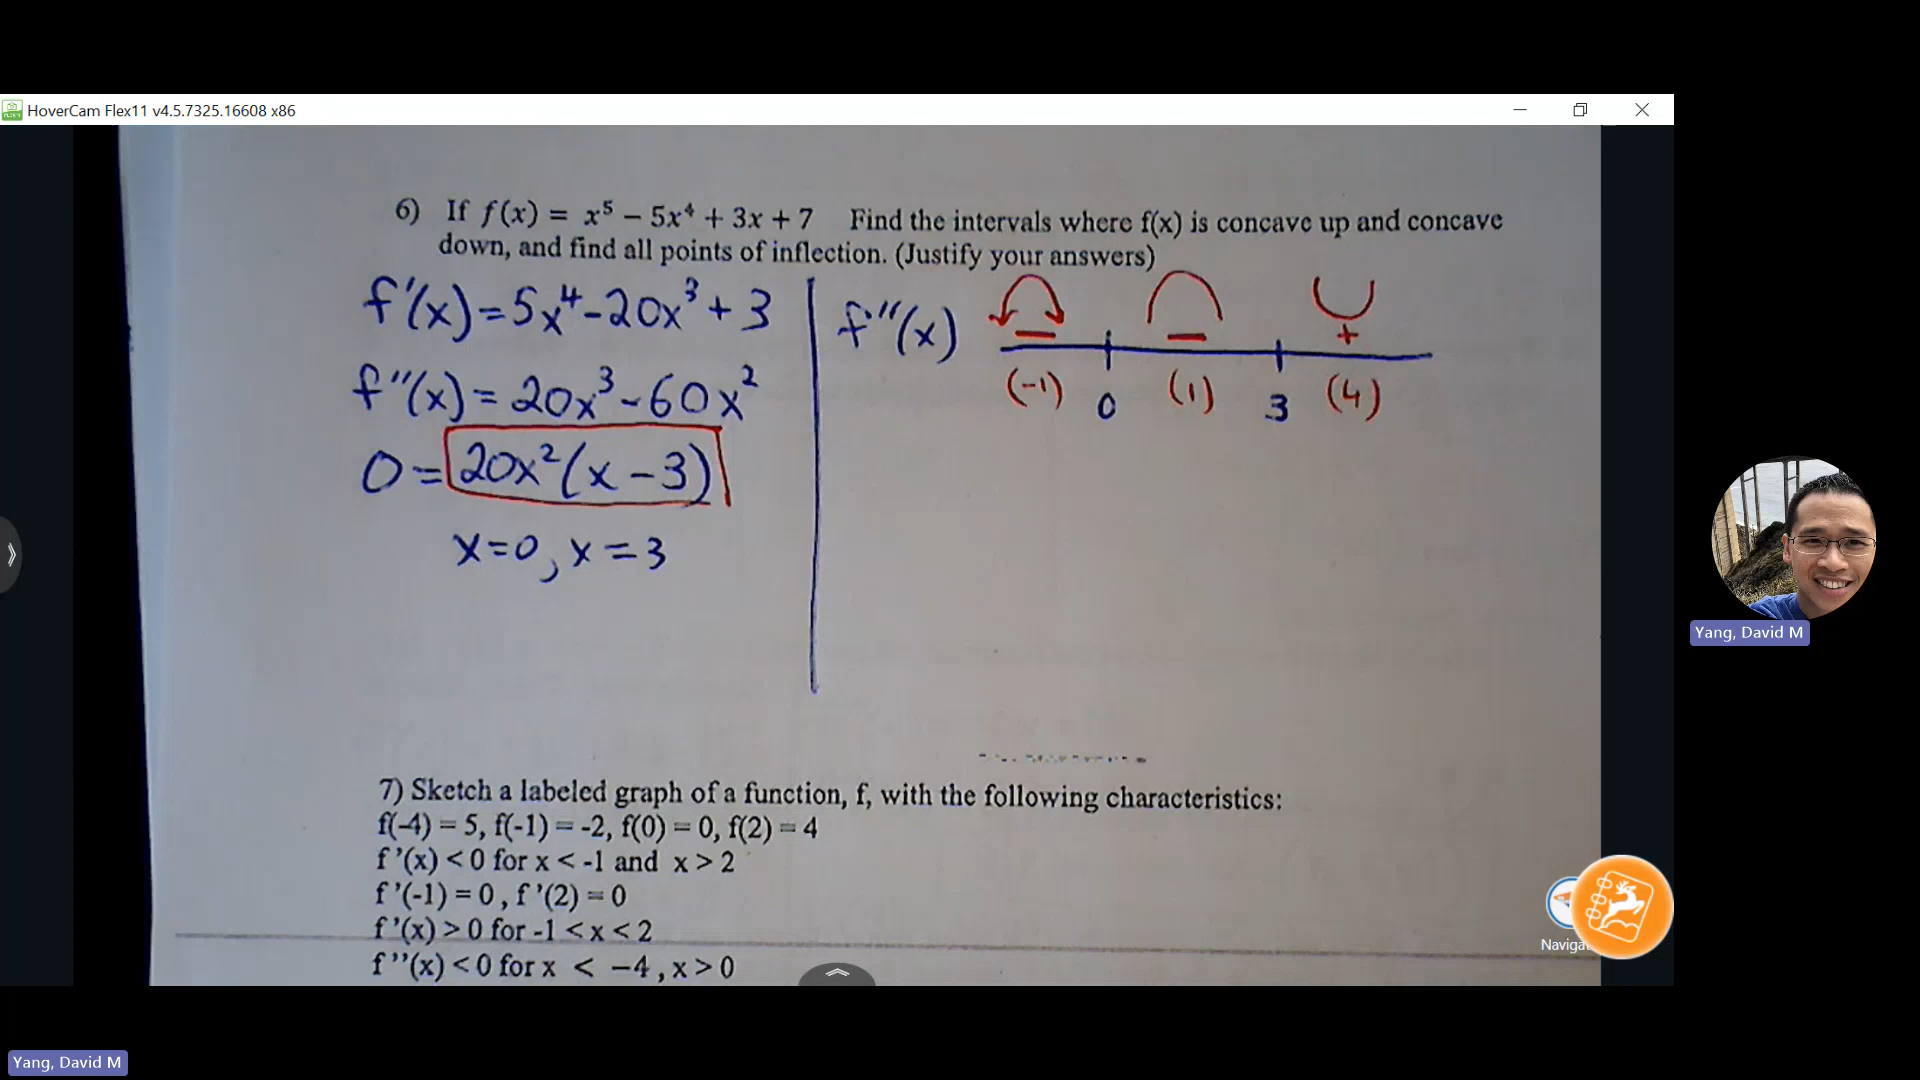 HoverCam Flex11 v4.5.7325.16608 x86
6) If f(x) = x⁵ − 5x⁴ + 3x + 7 Find the intervals where f(x) is concave up and concave
down, and find all points of inflection. (Justify your answers)
f'(x) = 5x⁴ - 20x³ + 3
f''(x) = 20x³ - 60x²
0 = 20x²(x - 3)
x = 0, x = 3
f''(x)
− − +
(-1) 0 (1) 3 (4)
7) Sketch a labeled graph of a function, f, with the following characteristics:
f(-4) = 5, f(-1) = -2, f(0) = 0, f(2) = 4
f '(x) < 0 for x < -1 and x > 2
f '(-1) = 0 , f '(2) = 0
f '(x) > 0 for -1 < x < 2
f ''(x) < 0 for x < −4 , x > 0
Yang, David M
Yang, David M